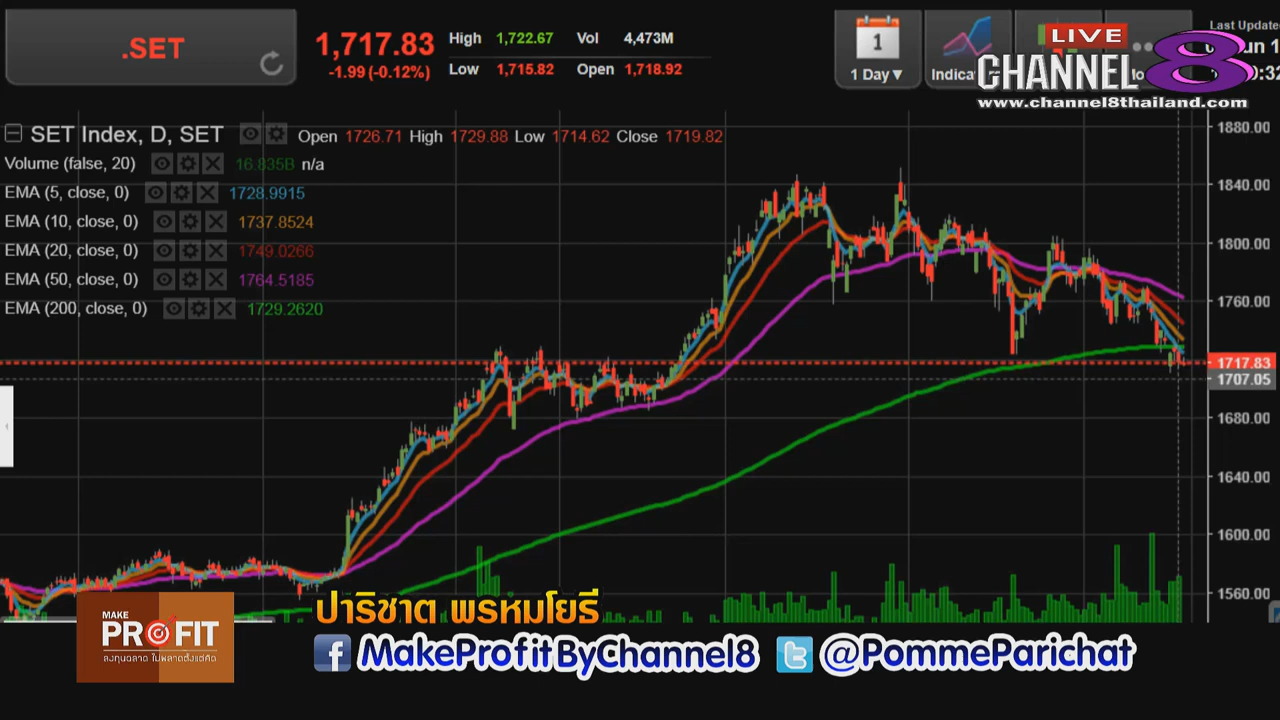 .SET
1,717.83
-1.99 (-0.12%)
High 1,722.67 Vol 4,473M
Low 1,715.82 Open 1,718.92
1
1 Day▼
Last Update
LIVE
CHANNEL 8
www.channel8thailand.com
SET Index, D, SET Open 1726.71 High 1729.88 Low 1714.62 Close 1719.82
Volume (false, 20) 16.835B n/a
EMA (5, close, 0) 1728.9915
EMA (10, close, 0) 1737.8524
EMA (20, close, 0) 1749.0266
EMA (50, close, 0) 1764.5185
EMA (200, close, 0) 1729.2620
1880.00
1840.00
1800.00
1760.00
1717.83
1707.05
1680.00
1640.00
1600.00
1560.00
MAKE
PROFIT
ลงทุนฉลาด ไม่พลาดตั้งแต่คิด
ปาริชาต พรหมโยธี
f MakeProfitByChannel8 t @PommeParichat